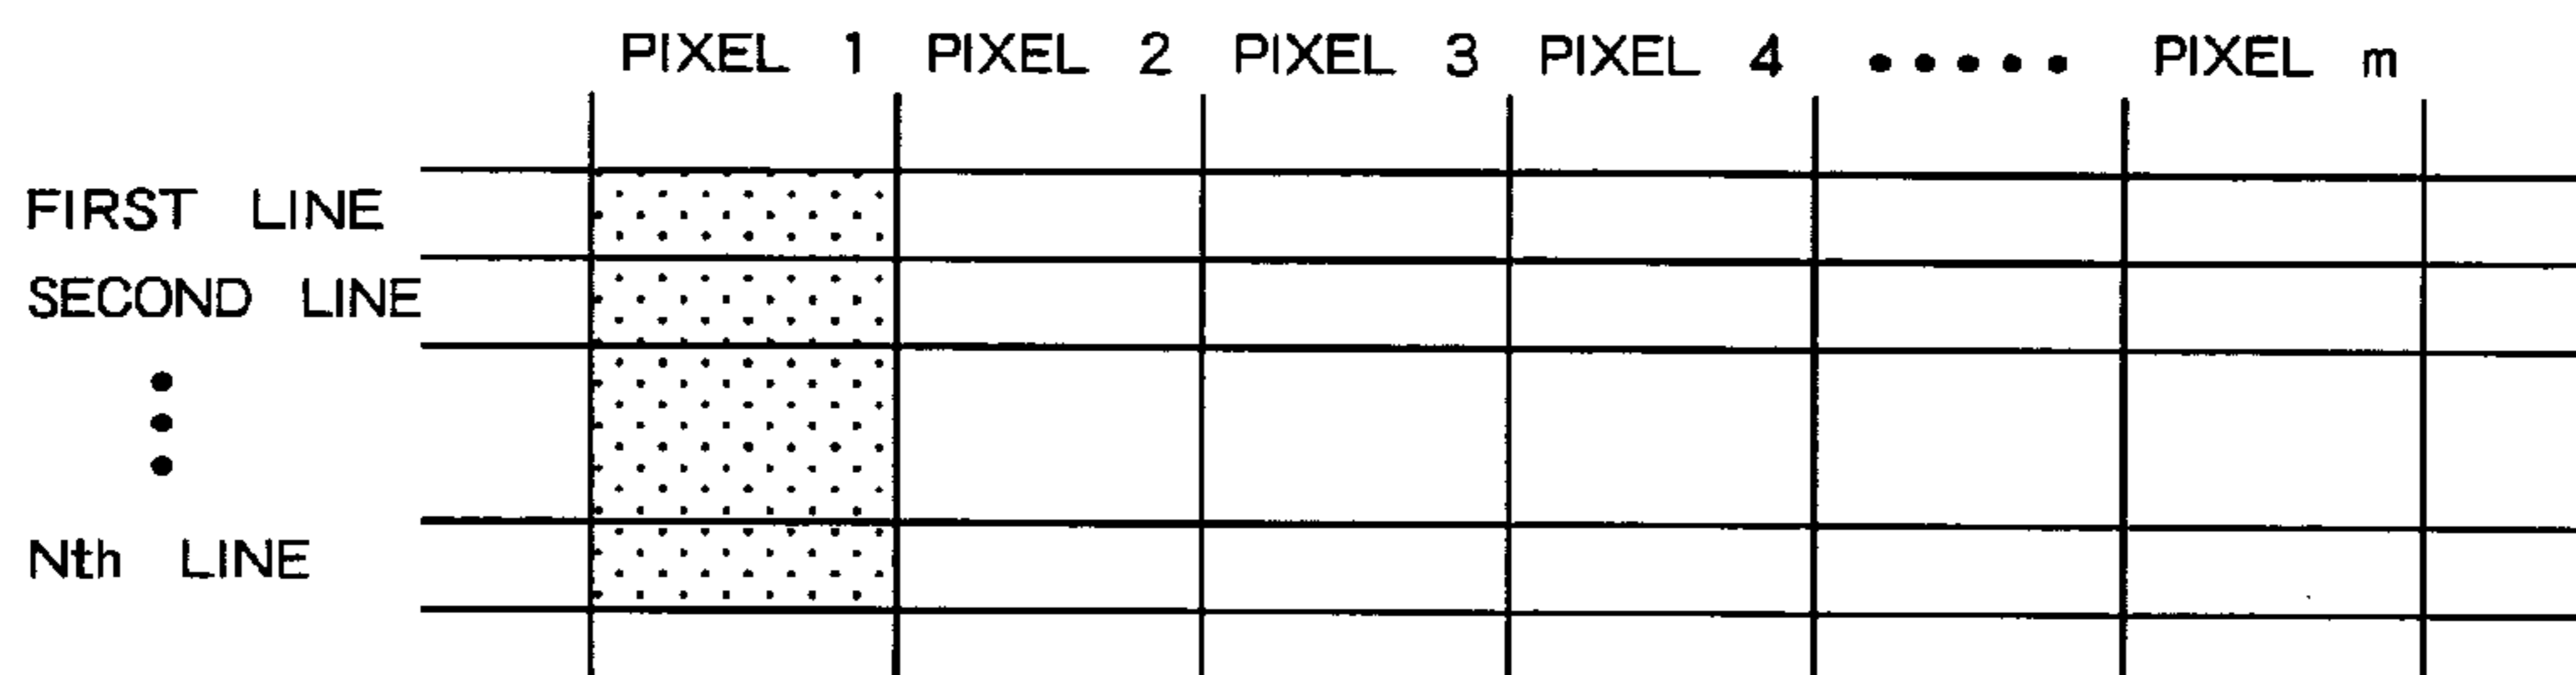 PIXEL 1 PIXEL 2 PIXEL 3 PIXEL 4 ••••• PIXEL m
FIRST LINE
SECOND LINE
•
•
•
Nth LINE